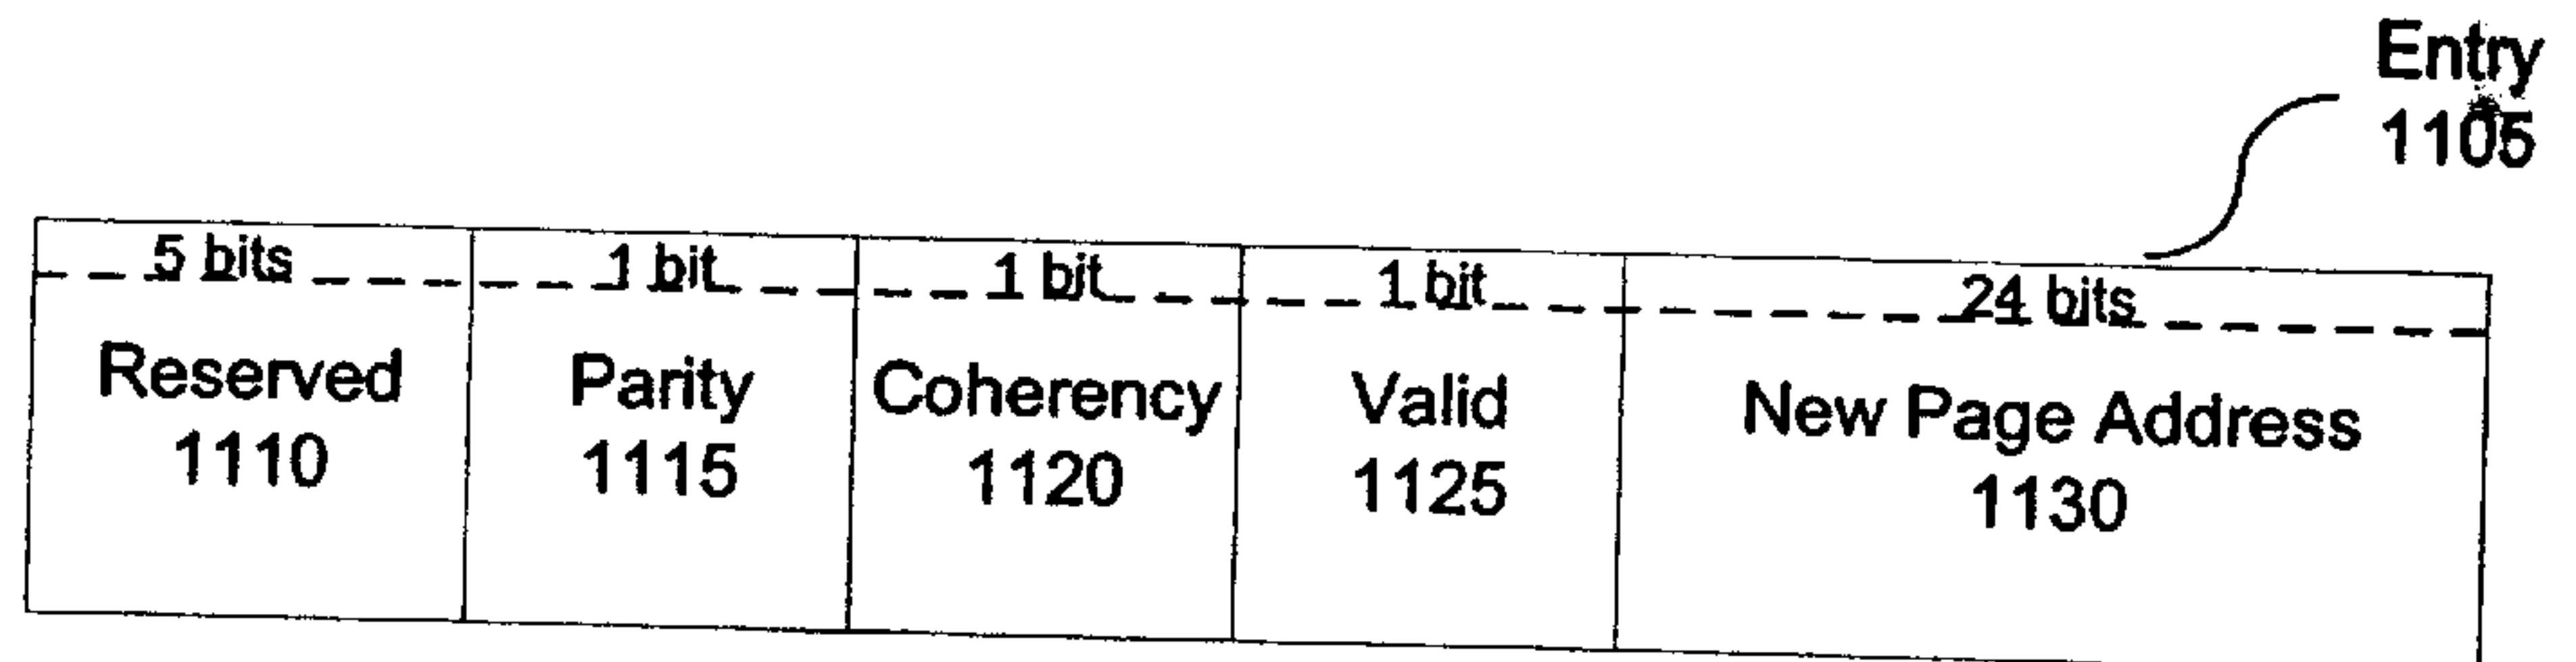 Entry
1105
5 bits
1 bit
1 bit
1 bit
24 bits
Reserved
1110
Parity
1115
Coherency
1120
Valid
1125
New Page Address
1130